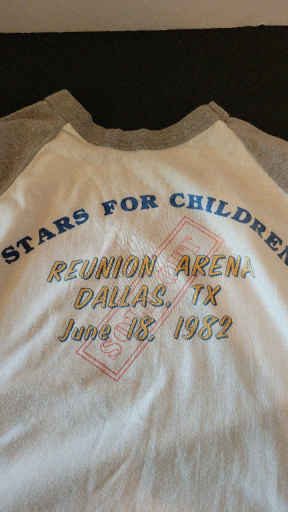 STARS FOR CHILDREN
REUNION ARENA
DALLAS, TX
June 18, 1982